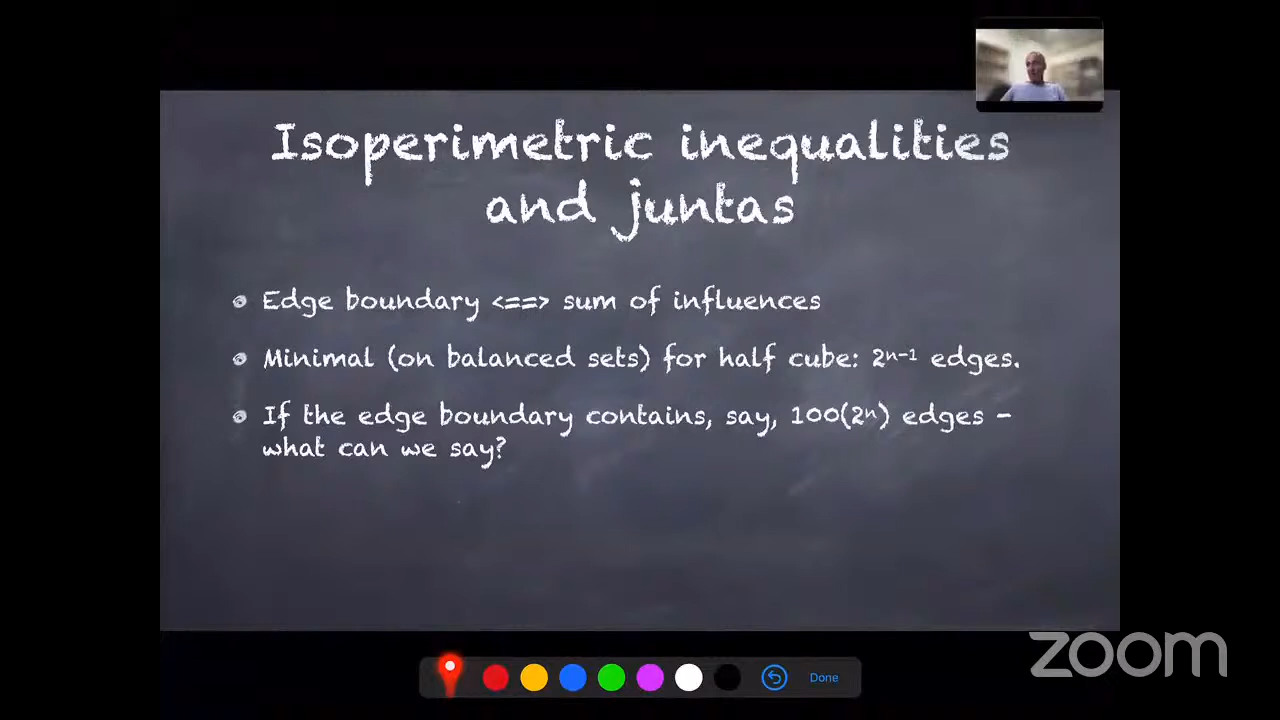 Isoperimetric inequalities
and juntas
Edge boundary <==> sum of influences
Minimal (on balanced sets) for half cube: 2ⁿ⁻¹ edges.
If the edge boundary contains, say, 100(2ⁿ) edges -
what can we say?
zoom
Done